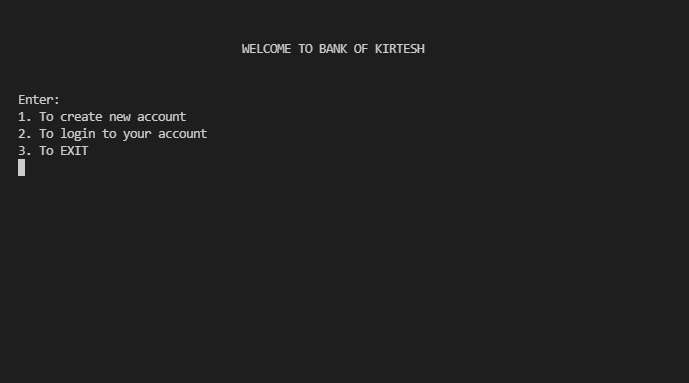 WELCOME TO BANK OF KIRTESH
Enter:
1. To create new account
2. To login to your account
3. To EXIT